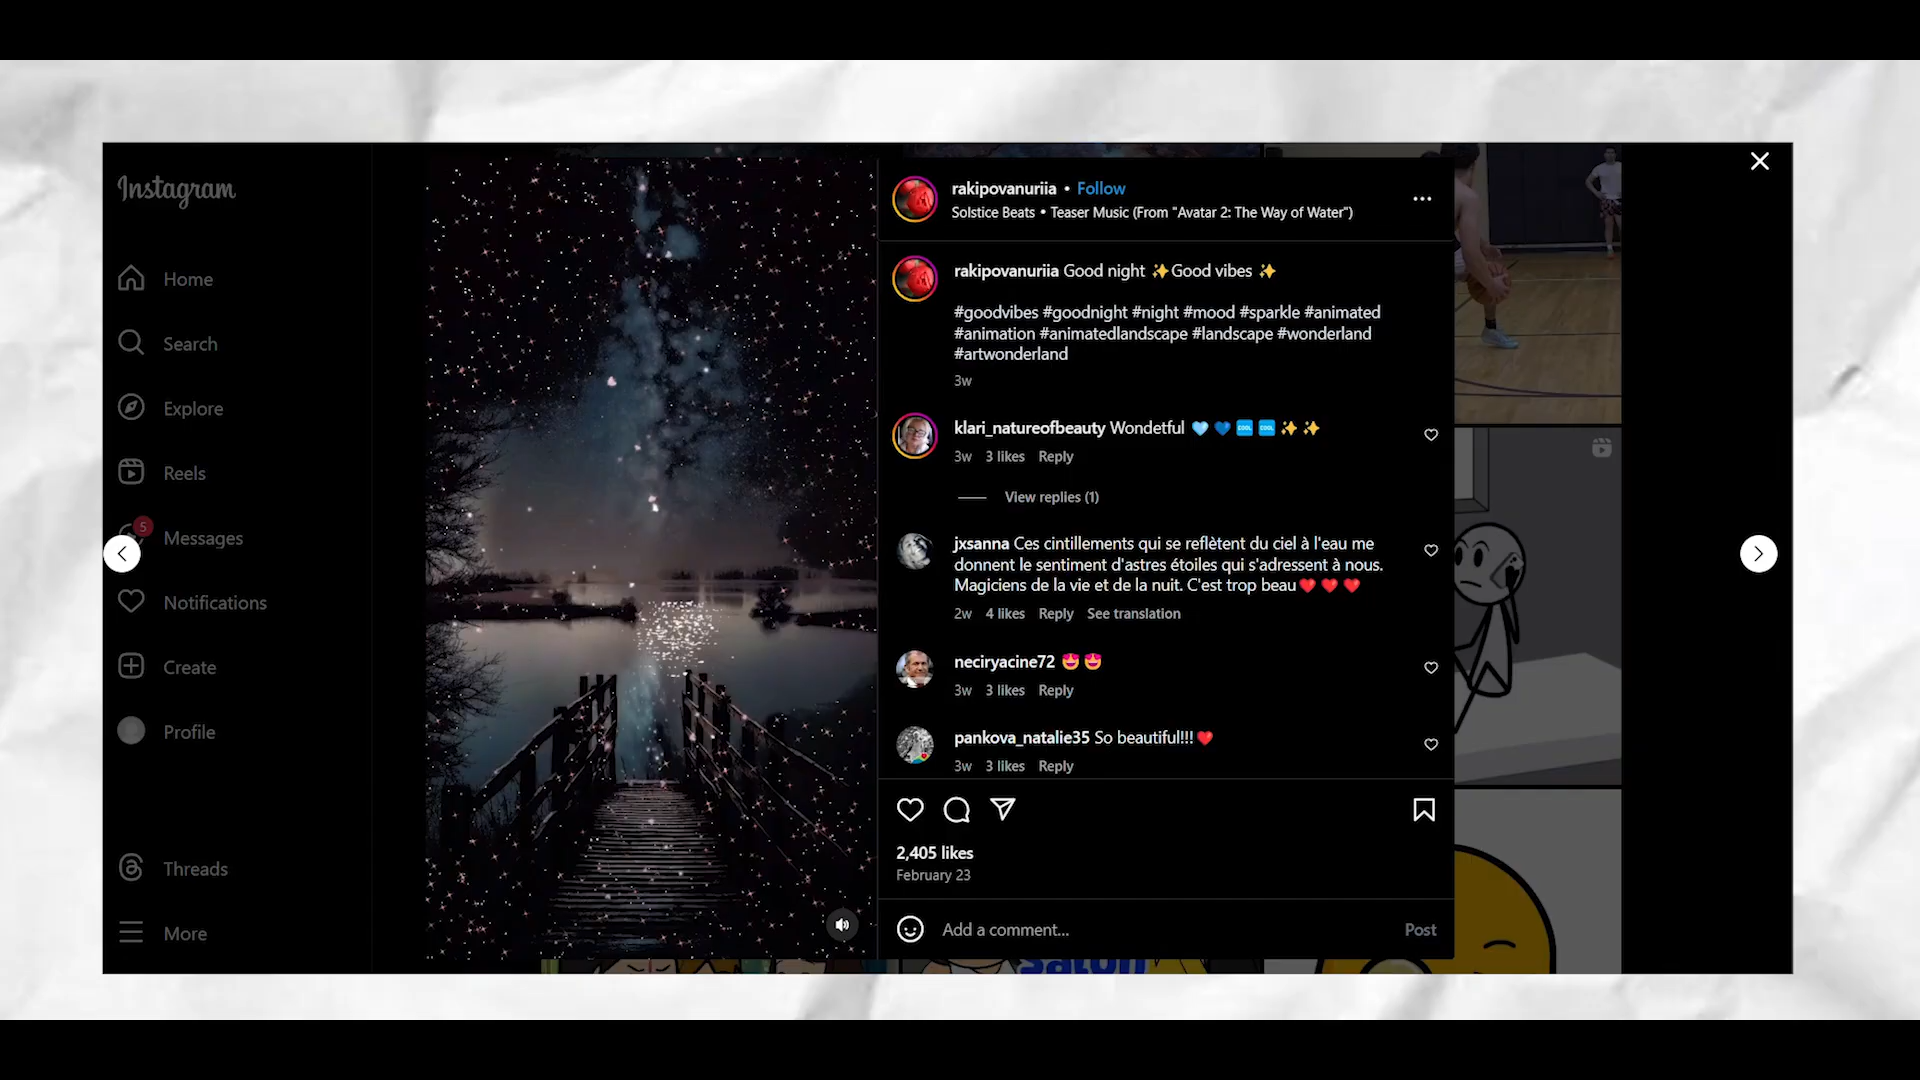 Instagram
Home
Search
Explore
Reels
5
Messages
Notifications
Create
Profile
Threads
More
rakipovanuriia • Follow
Solstice Beats • Teaser Music (From "Avatar 2: The Way of Water")
rakipovanuriia Good night ✨Good vibes ✨
#goodvibes #goodnight #night #mood #sparkle #animated
#animation #animatedlandscape #landscape #wonderland
#artwonderland
3w
klari_natureofbeauty Wondetful 🩵 💙 🆒 🆒 ✨ ✨
3w 3 likes Reply
View replies (1)
jxsanna Ces cintillements qui se reflètent du ciel à l'eau me
donnent le sentiment d'astres étoiles qui s'adressent à nous.
Magiciens de la vie et de la nuit. C'est trop beau❤️ ❤️ ❤️
2w 4 likes Reply See translation
neciryacine72 😍 😍
3w 3 likes Reply
pankova_natalie35 So beautiful!!! ❤️
3w 3 likes Reply
2,405 likes
February 23
Add a comment...
Post